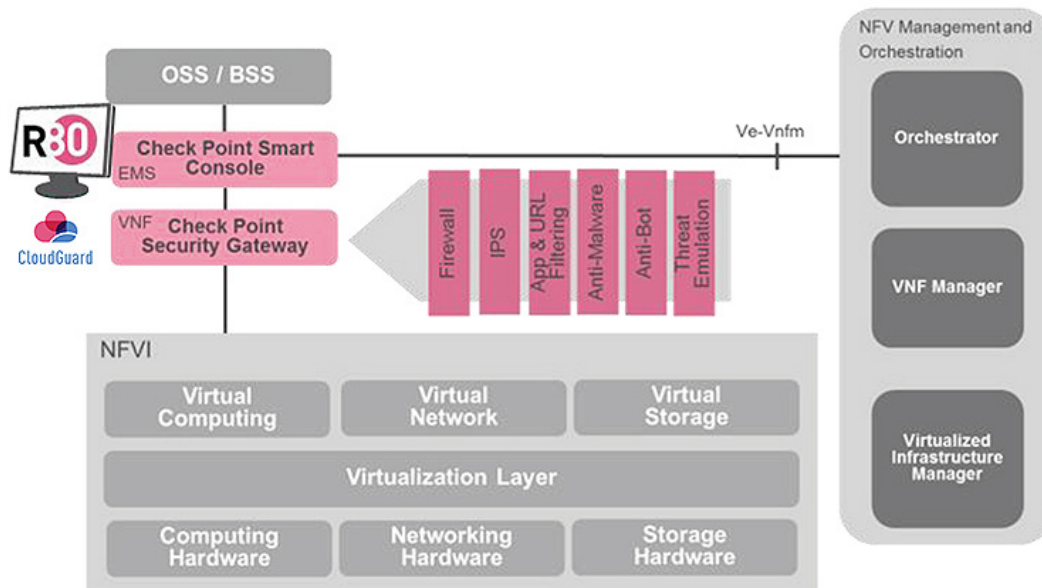 OSS / BSS
R80
Check Point Smart
Console
EMS
CloudGuard
VNF
Check Point
Security Gateway
Firewall
IPS
App & URL
Filtering
Anti-Malware
Anti-Bot
Threat
Emulation
Ve-Vnfm
NFV Management and
Orchestration
Orchestrator
VNF Manager
Virtualized
Infrastructure
Manager
NFVI
Virtual
Computing
Virtual
Network
Virtual
Storage
Virtualization Layer
Computing
Hardware
Networking
Hardware
Storage
Hardware